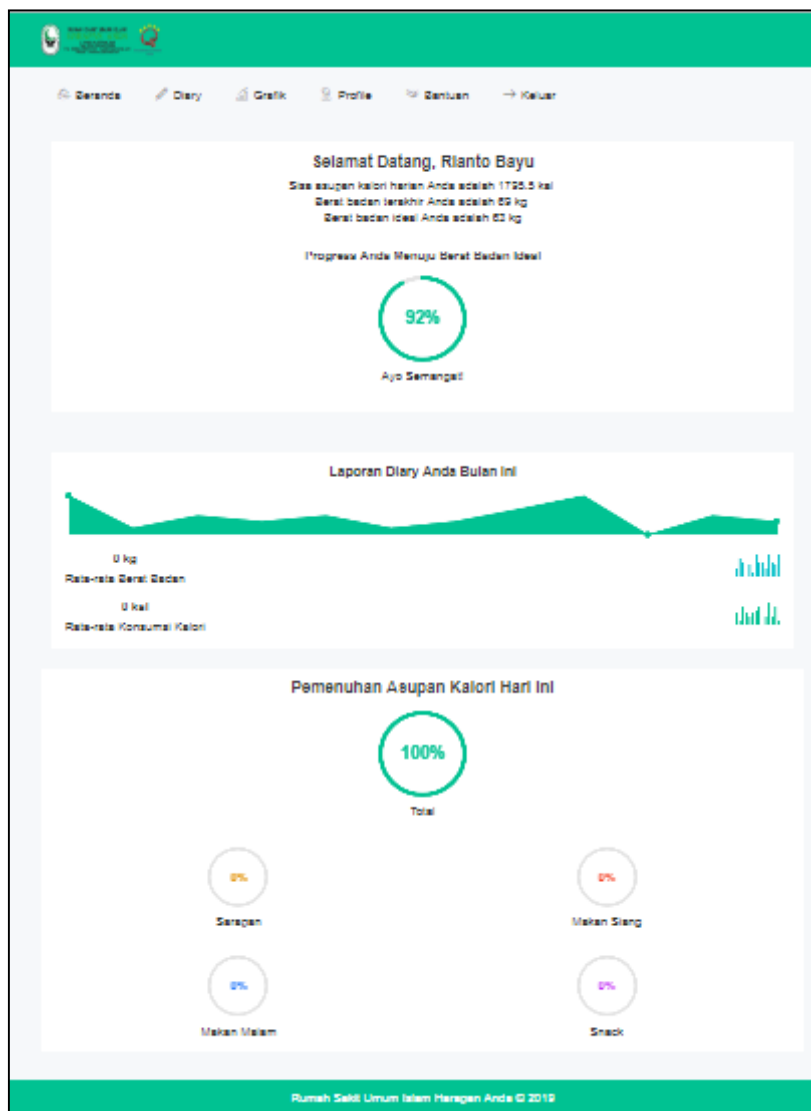 Beranda Diary Grafik Profile Bantuan Keluar
Selamat Datang, Rianto Bayu
Sisa asupan kalori harian Anda adalah 1795.5 kal
Berat badan terakhir Anda adalah 69 kg
Berat badan ideal Anda adalah 63 kg
Progress Anda Menuju Berat Badan Ideal
92%
Ayo Semangat!
Laporan Diary Anda Bulan Ini
0 kg
Rata-rata Berat Badan
0 kal
Rata-rata Konsumsi Kalori
Pemenuhan Asupan Kalori Hari Ini
100%
Total
0% 0%
Sarapan Makan Siang
0% 0%
Makan Malam Snack
Rumah Sakit Umum Islam Harapan Anda © 2019